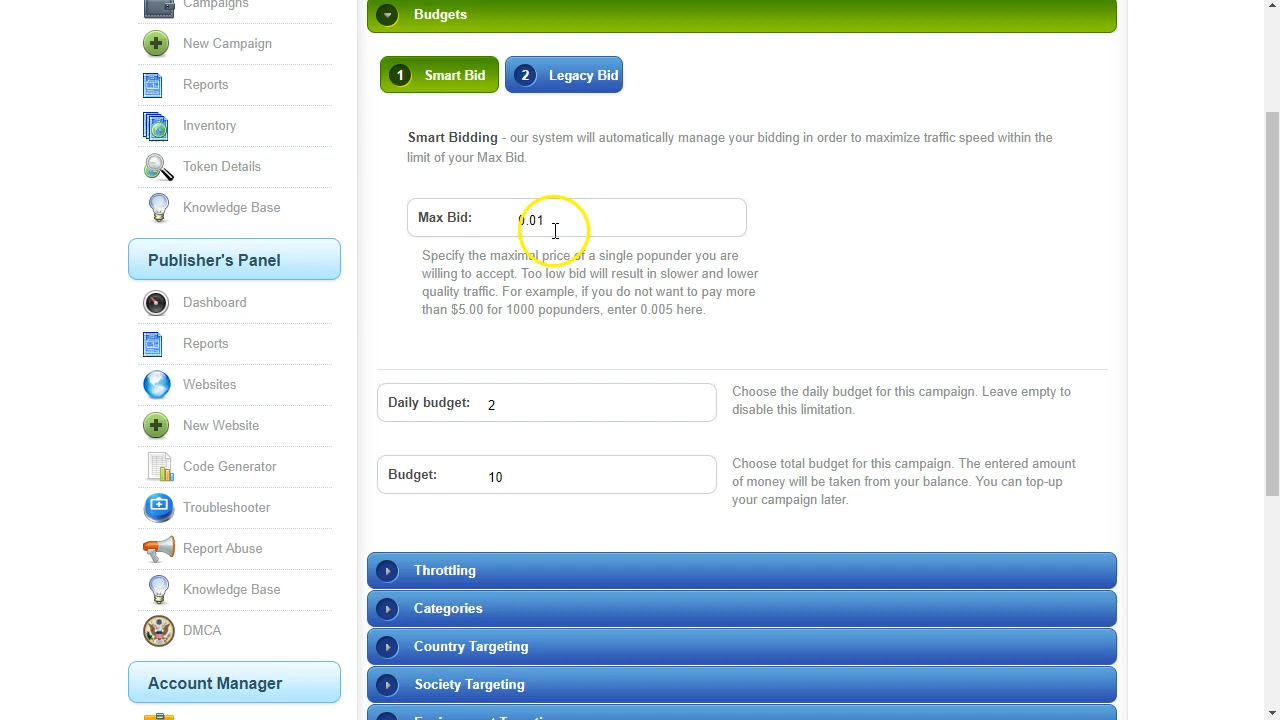 Campaigns
New Campaign
Reports
Inventory
Token Details
Knowledge Base
Publisher's Panel
Dashboard
Reports
Websites
New Website
Code Generator
Troubleshooter
Report Abuse
Knowledge Base
DMCA
Account Manager
Budgets
1 Smart Bid
2 Legacy Bid
Smart Bidding - our system will automatically manage your bidding in order to maximize traffic speed within the
limit of your Max Bid.
Max Bid: 0.01
Specify the maximal price of a single popunder you are
willing to accept. Too low bid will result in slower and lower
quality traffic. For example, if you do not want to pay more
than $5.00 for 1000 popunders, enter 0.005 here.
Daily budget: 2
Choose the daily budget for this campaign. Leave empty to
disable this limitation.
Budget: 10
Choose total budget for this campaign. The entered amount
of money will be taken from your balance. You can top-up
your campaign later.
Throttling
Categories
Country Targeting
Society Targeting